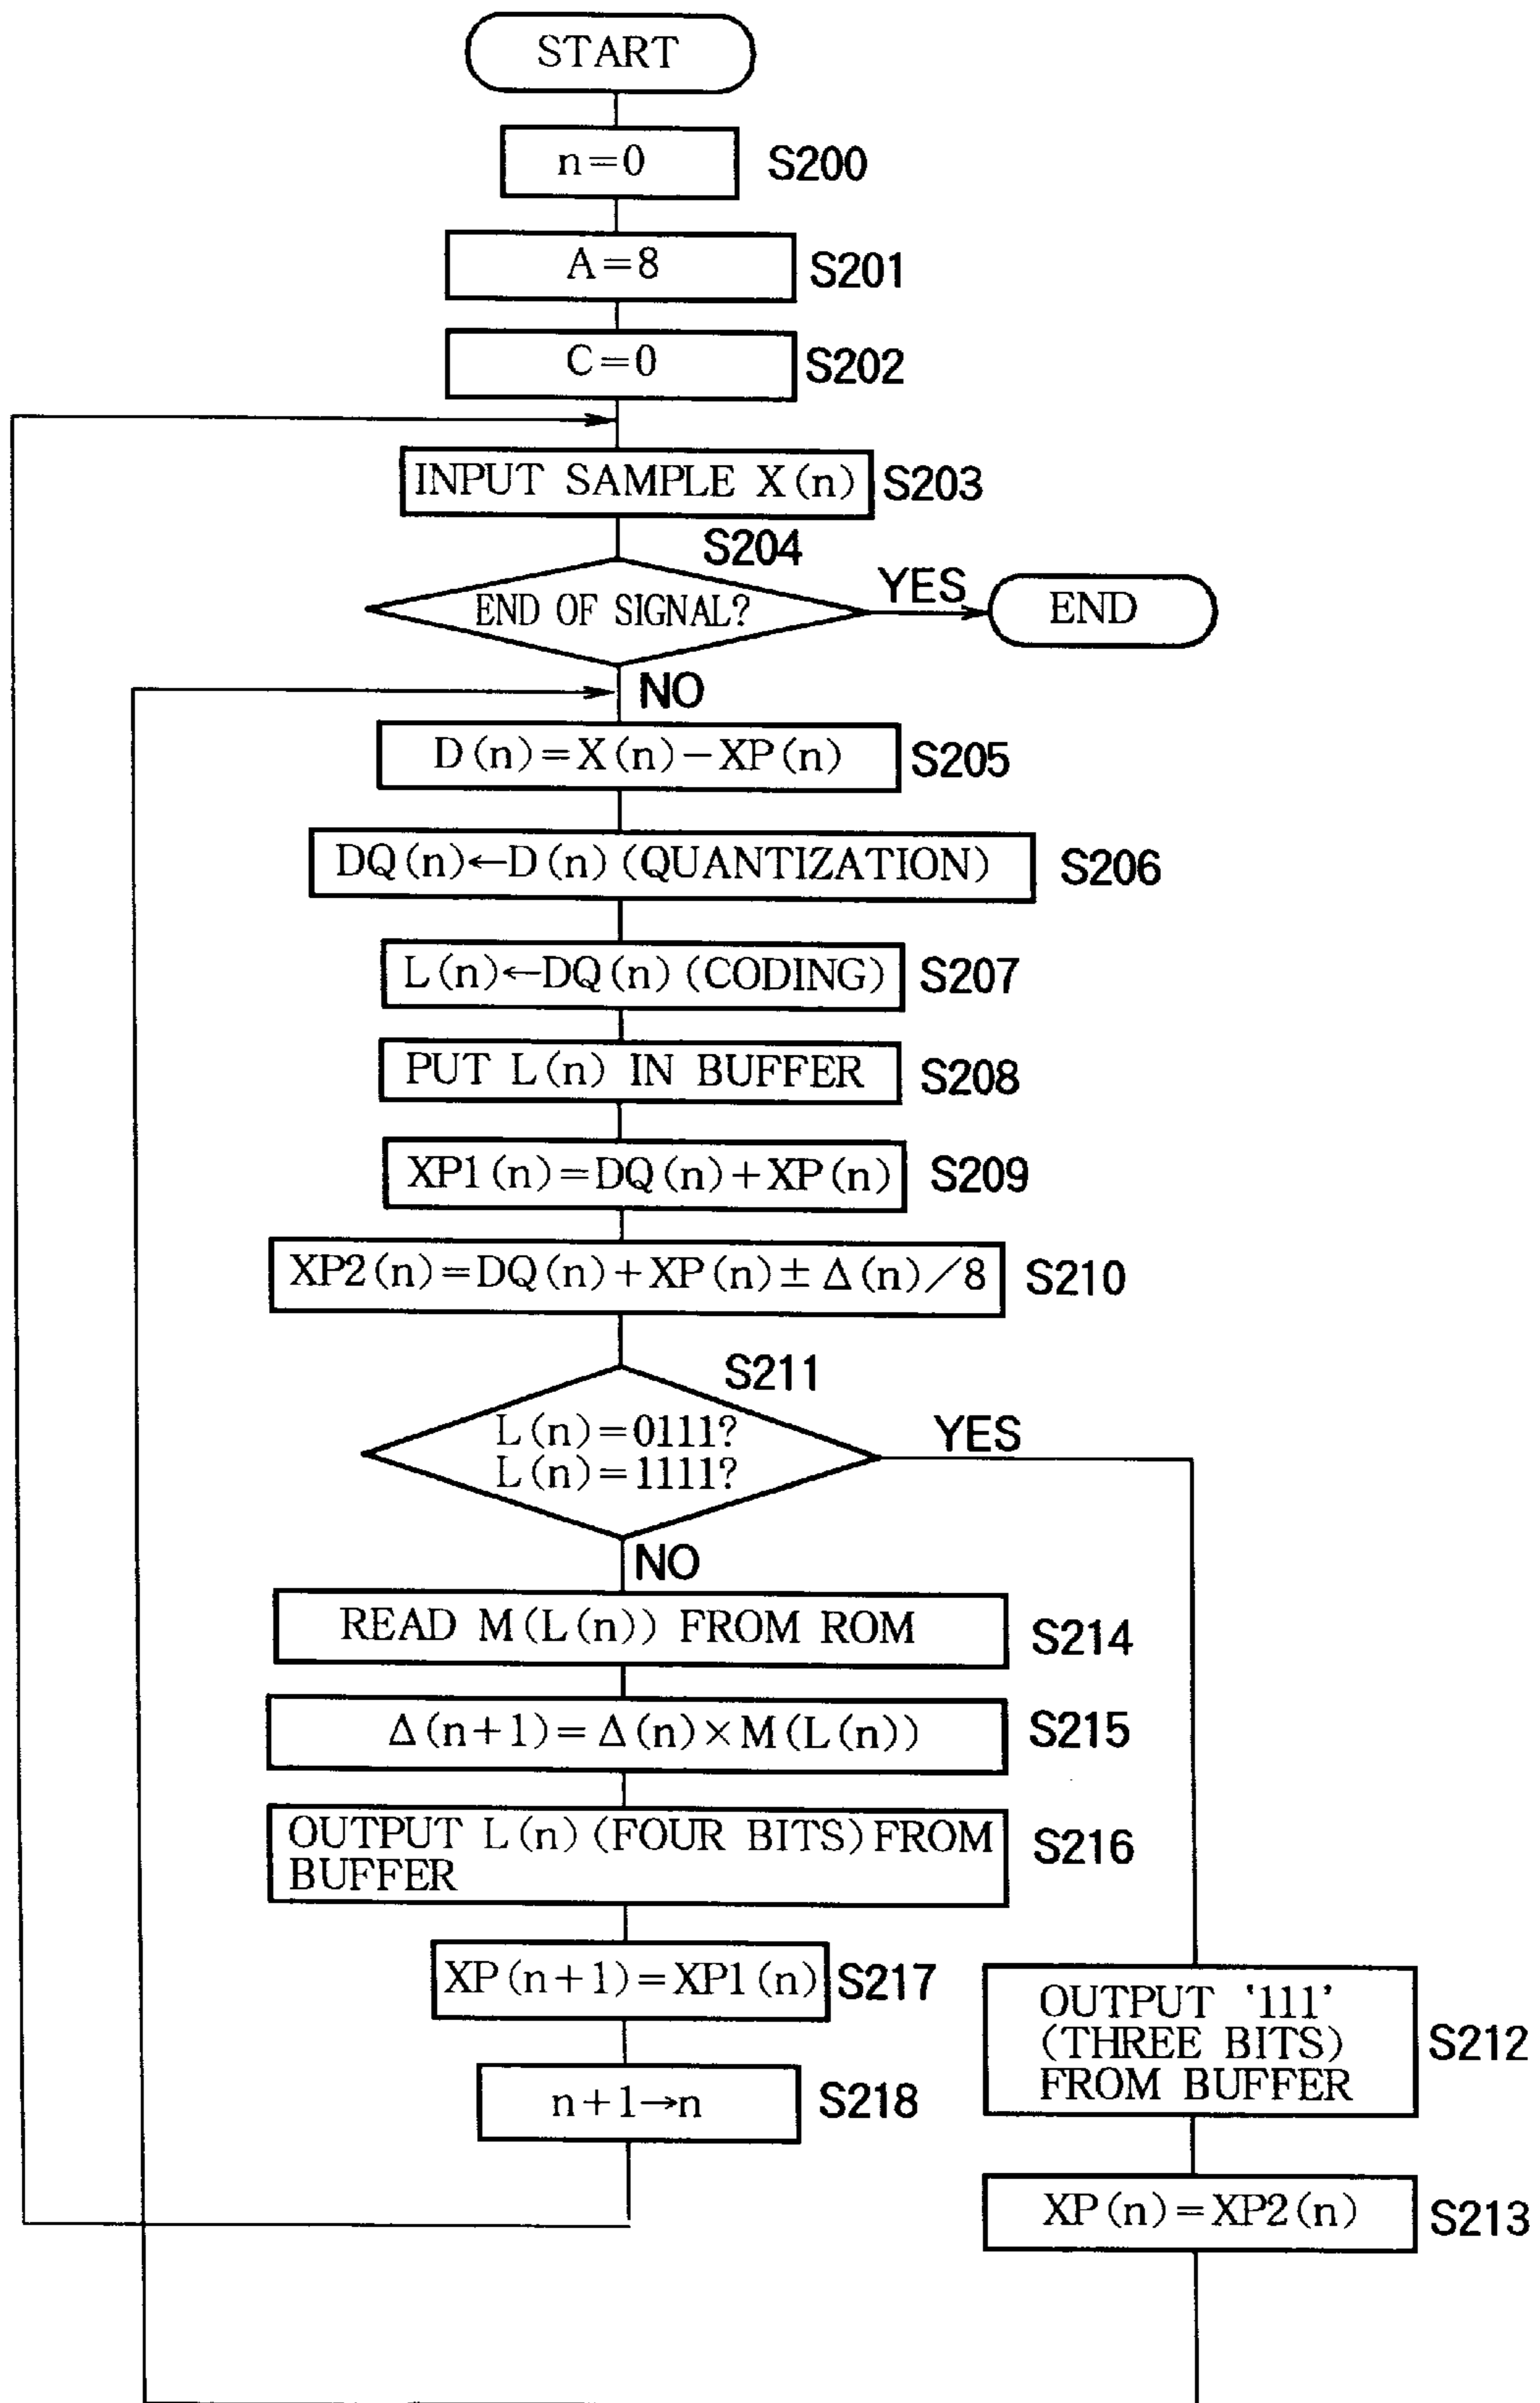 START
n=0
S200
A=8
S201
C=0
S202
INPUT SAMPLE X(n)
S203
S204
END OF SIGNAL?
YES
END
NO
D(n)=X(n)−XP(n)
S205
DQ(n)←D(n)(QUANTIZATION)
S206
L(n)←DQ(n)(CODING)
S207
PUT L(n) IN BUFFER
S208
XP1(n)=DQ(n)+XP(n)
S209
XP2(n)=DQ(n)+XP(n)±Δ(n)/8
S210
S211
L(n)=0111?
L(n)=1111?
YES
NO
READ M(L(n)) FROM ROM
S214
Δ(n+1)=Δ(n)×M(L(n))
S215
OUTPUT L(n)(FOUR BITS)FROM
BUFFER
S216
XP(n+1)=XP1(n)
S217
OUTPUT '111'
(THREE BITS)
FROM BUFFER
S212
n+1→n
S218
XP(n)=XP2(n)
S213